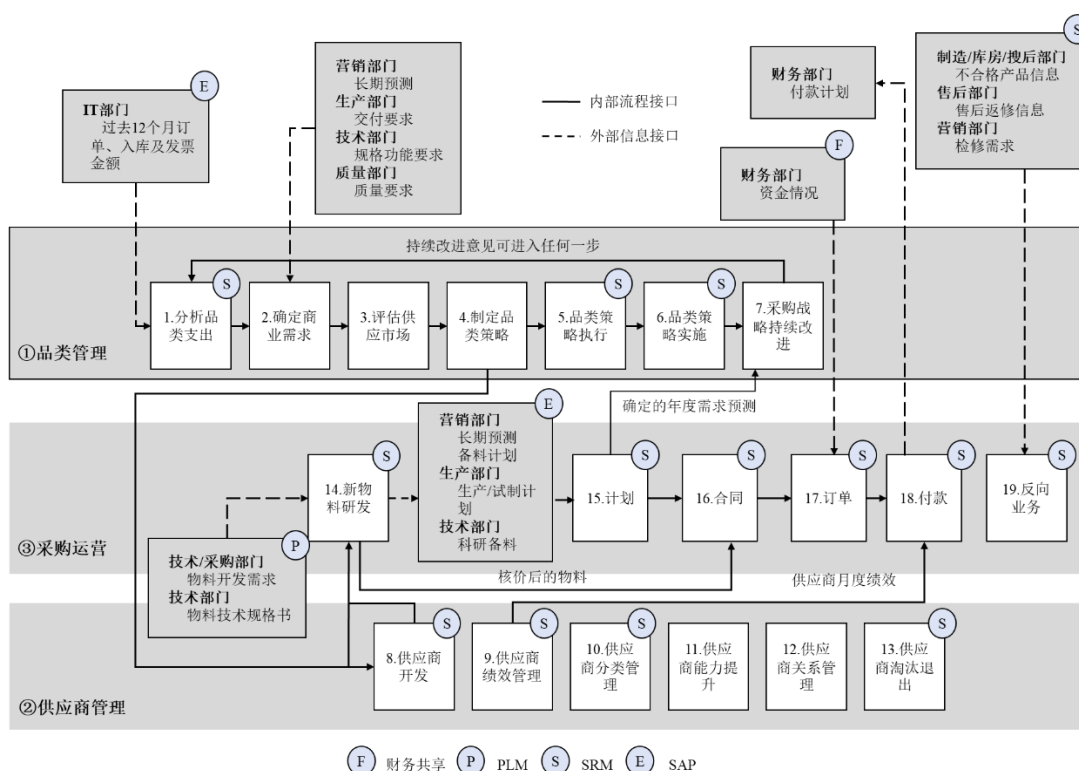 IT部门
过去12个月订
单、入库及发票
金额
E
营销部门
长期预测
生产部门
交付要求
技术部门
规格功能要求
质量部门
质量要求
内部流程接口
外部信息接口
财务部门
付款计划
财务部门
资金情况
F
制造/库房/搜后部门
不合格产品信息
售后部门
售后返修信息
营销部门
检修需求
S
持续改进意见可进入任何一步
①品类管理
1.分析品
类支出
S
2.确定商
业需求
3.评估供
应市场
4.制定品
类策略
5.品类策
略执行
S
6.品类策
略实施
S
7.采购战
略持续改
进
确定的年度需求预测
③采购运营
14.新物
料研发
S
营销部门
长期预测
备料计划
生产部门
生产/试制计
划
技术部门
科研备料
E
15.计划
S
16.合同
S
17.订单
S
18.付款
S
19.反向
业务
S
技术/采购部门
物料开发需求
技术部门
物料技术规格书
P
核价后的物料
供应商月度绩效
②供应商管理
8.供应商
开发
S
9.供应商
绩效管理
S
10.供应
商分类管
理
S
11.供应
商能力提
升
12.供应
商关系管
理
13.供应
商淘汰退
出
S
F 财务共享 P PLM S SRM E SAP